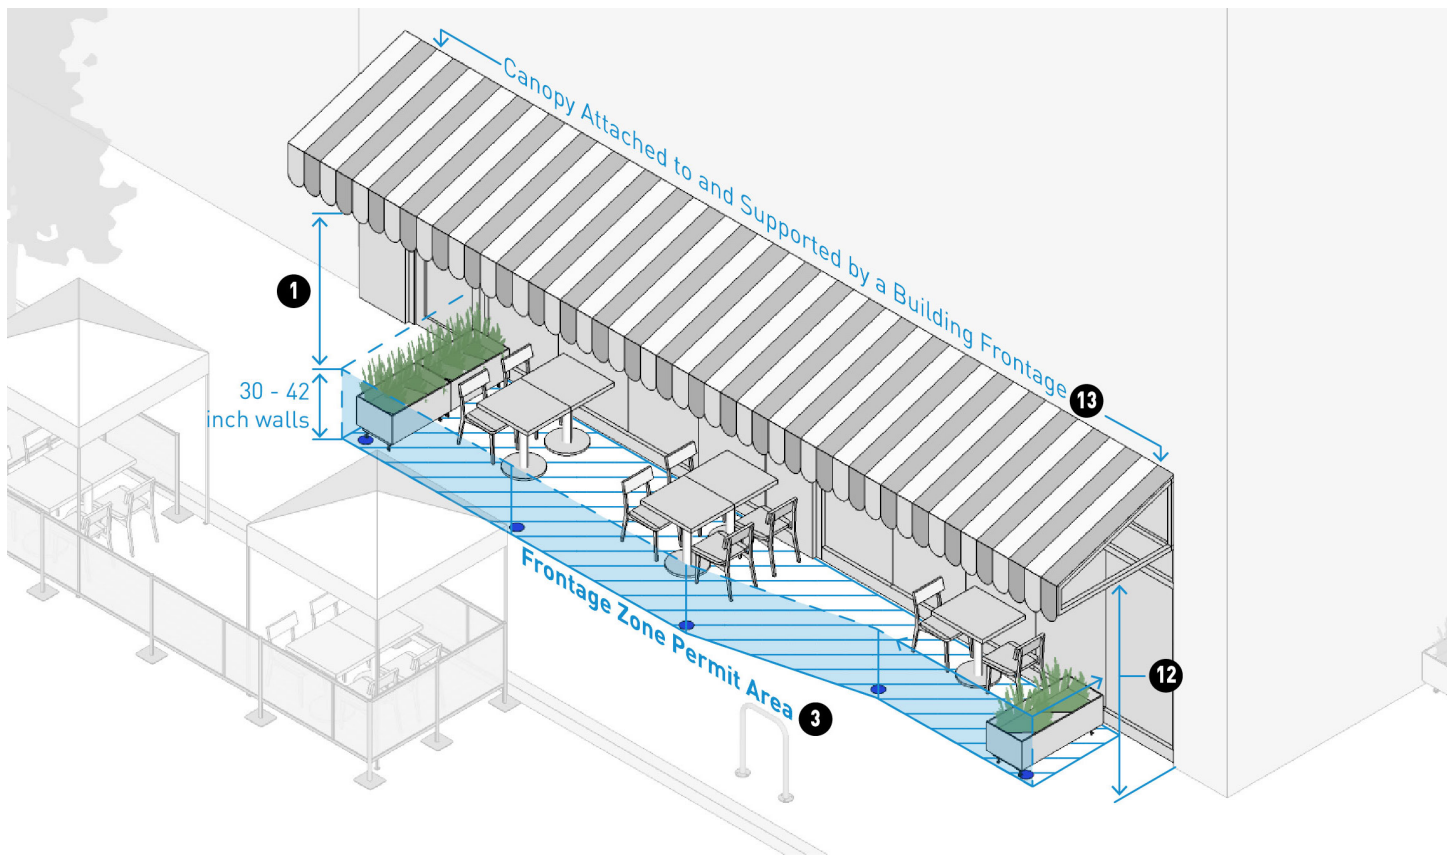 Canopy Attached to and Supported by a Building Frontage 13
1
30 - 42
inch walls
Frontage Zone Permit Area 3
12